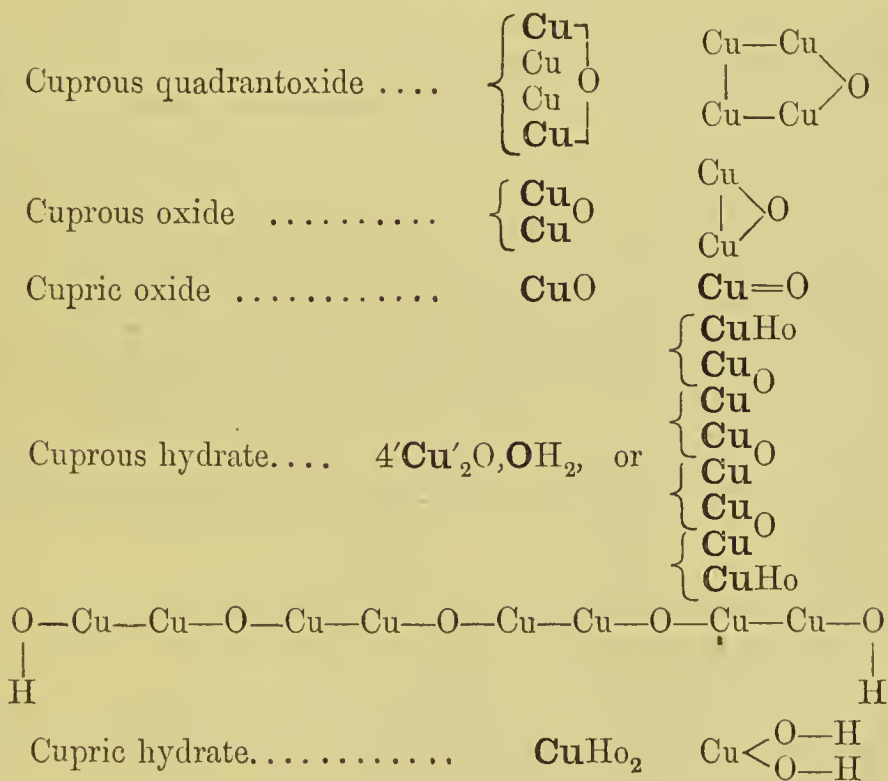 Cuprous quadrantoxide ....
Cu
Cu
Cu
Cu
O
Cu—Cu
Cu—Cu
O
Cuprous oxide ..........
Cu
Cu
O
Cu
Cu
O
Cupric oxide .............
CuO
Cu=O
Cuprous hydrate.... 4′Cu′₂O,OH₂, or
CuHo
Cu
O
Cu
Cu
O
Cu
Cu
O
Cu
CuHo
O—Cu—Cu—O—Cu—Cu—O—Cu—Cu—O—Cu—Cu—O
H H
Cupric hydrate............. CuHo₂
Cu<
O—H
O—H